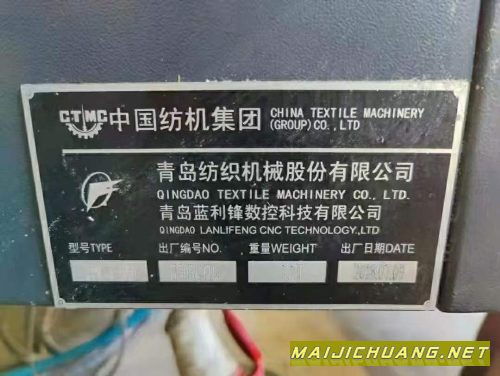 CTMC 中国纺机集团 CHINA TEXTILE MACHINERY
(GROUP) CO., LTD
青岛纺织机械股份有限公司
QINGDAO TEXTILE MACHINERY CO., LTD.
青岛蓝利锋数控科技有限公司
QINGDAO LANLIFENG CNC TECHNOLOGY,LTD
型号TYPE 出厂编号NO. 重量WEIGHT 出厂日期DATE
MAIJICHUANG.NET